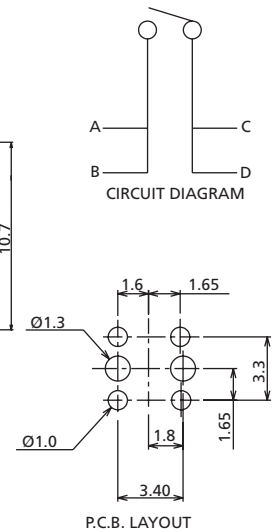 A
C
B
D
CIRCUIT DIAGRAM
10.7
1.6
1.65
Ø1.3
3.3
1.65
Ø1.0
1.8
3.40
P.C.B. LAYOUT